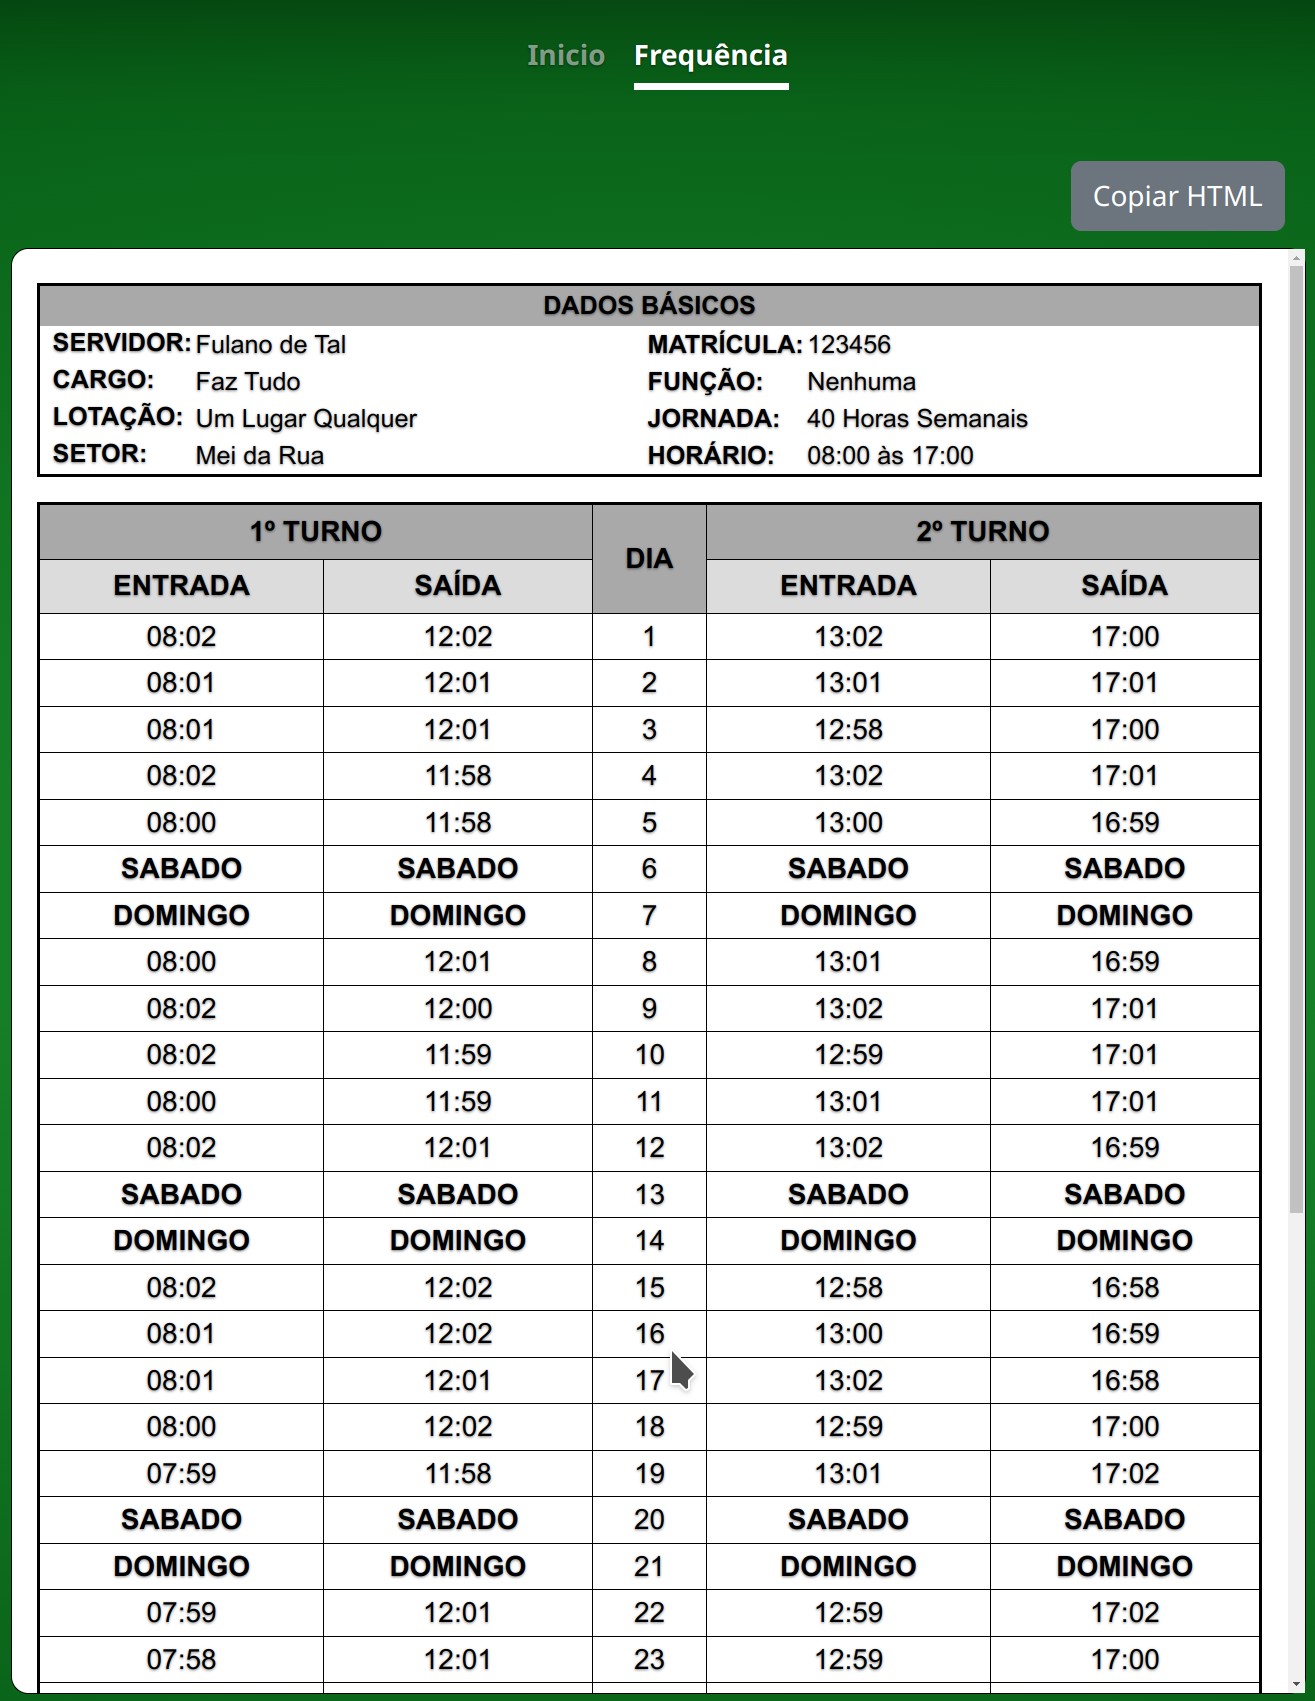 Inicio Frequência
Copiar HTML
DADOS BÁSICOS
SERVIDOR: Fulano de Tal MATRÍCULA: 123456
CARGO: Faz Tudo FUNÇÃO: Nenhuma
LOTAÇÃO: Um Lugar Qualquer JORNADA: 40 Horas Semanais
SETOR: Mei da Rua HORÁRIO: 08:00 às 17:00
1º TURNO DIA 2º TURNO
ENTRADA SAÍDA ENTRADA SAÍDA
08:02 12:02 1 13:02 17:00
08:01 12:01 2 13:01 17:01
08:01 12:01 3 12:58 17:00
08:02 11:58 4 13:02 17:01
08:00 11:58 5 13:00 16:59
SABADO SABADO 6 SABADO SABADO
DOMINGO DOMINGO 7 DOMINGO DOMINGO
08:00 12:01 8 13:01 16:59
08:02 12:00 9 13:02 17:01
08:02 11:59 10 12:59 17:01
08:00 11:59 11 13:01 17:01
08:02 12:01 12 13:02 16:59
SABADO SABADO 13 SABADO SABADO
DOMINGO DOMINGO 14 DOMINGO DOMINGO
08:02 12:02 15 12:58 16:58
08:01 12:02 16 13:00 16:59
08:01 12:01 17 13:02 16:58
08:00 12:02 18 12:59 17:00
07:59 11:58 19 13:01 17:02
SABADO SABADO 20 SABADO SABADO
DOMINGO DOMINGO 21 DOMINGO DOMINGO
07:59 12:01 22 12:59 17:02
07:58 12:01 23 12:59 17:00